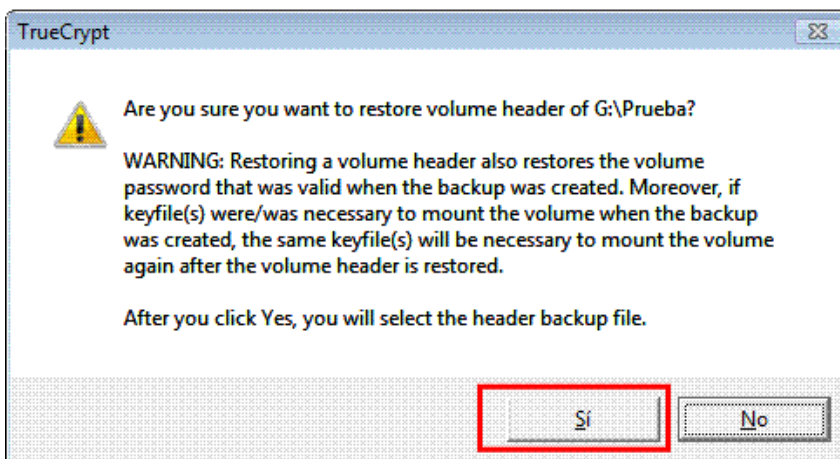 TrueCrypt
Are you sure you want to restore volume header of G:\Prueba?
WARNING: Restoring a volume header also restores the volume
password that was valid when the backup was created. Moreover, if
keyfile(s) were/was necessary to mount the volume when the backup
was created, the same keyfile(s) will be necessary to mount the volume
again after the volume header is restored.
After you click Yes, you will select the header backup file.
Sí
No